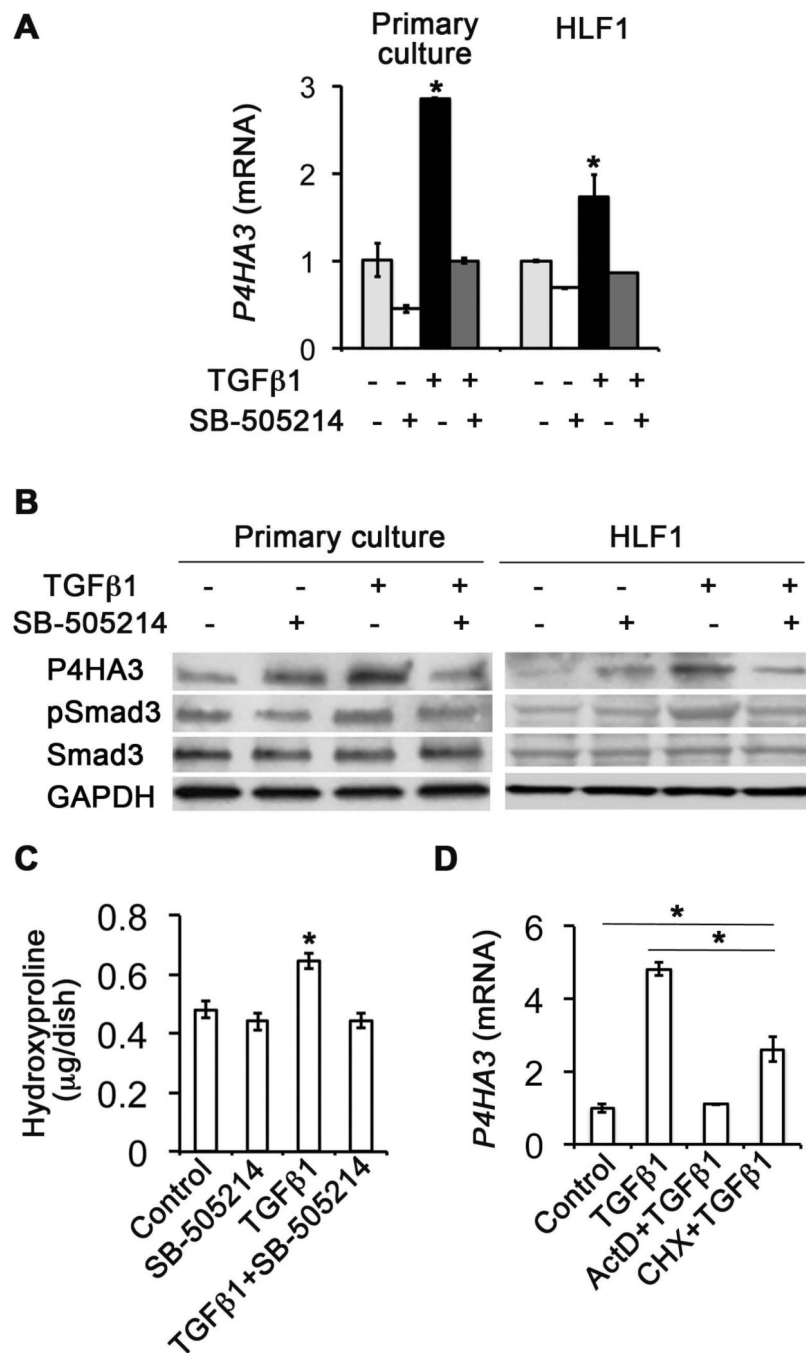 A
Primary culture
HLF1
P4HA3 (mRNA)
3
2
1
0
TGFβ1 - - + + - - + +
SB-505214 - + - + - + - +
* *
B
Primary culture HLF1
TGFβ1 - - + + - - + +
SB-505214 - + - + - + - +
P4HA3
pSmad3
Smad3
GAPDH
C
Hydroxyproline
(μg/dish)
0.8
0.6
0.4
0.2
0
*
Control
SB-505214
TGFβ1
TGFβ1+SB-505214
D
P4HA3 (mRNA)
6
4
2
0
*
*
Control
TGFβ1
ActD+TGFβ1
CHX+TGFβ1